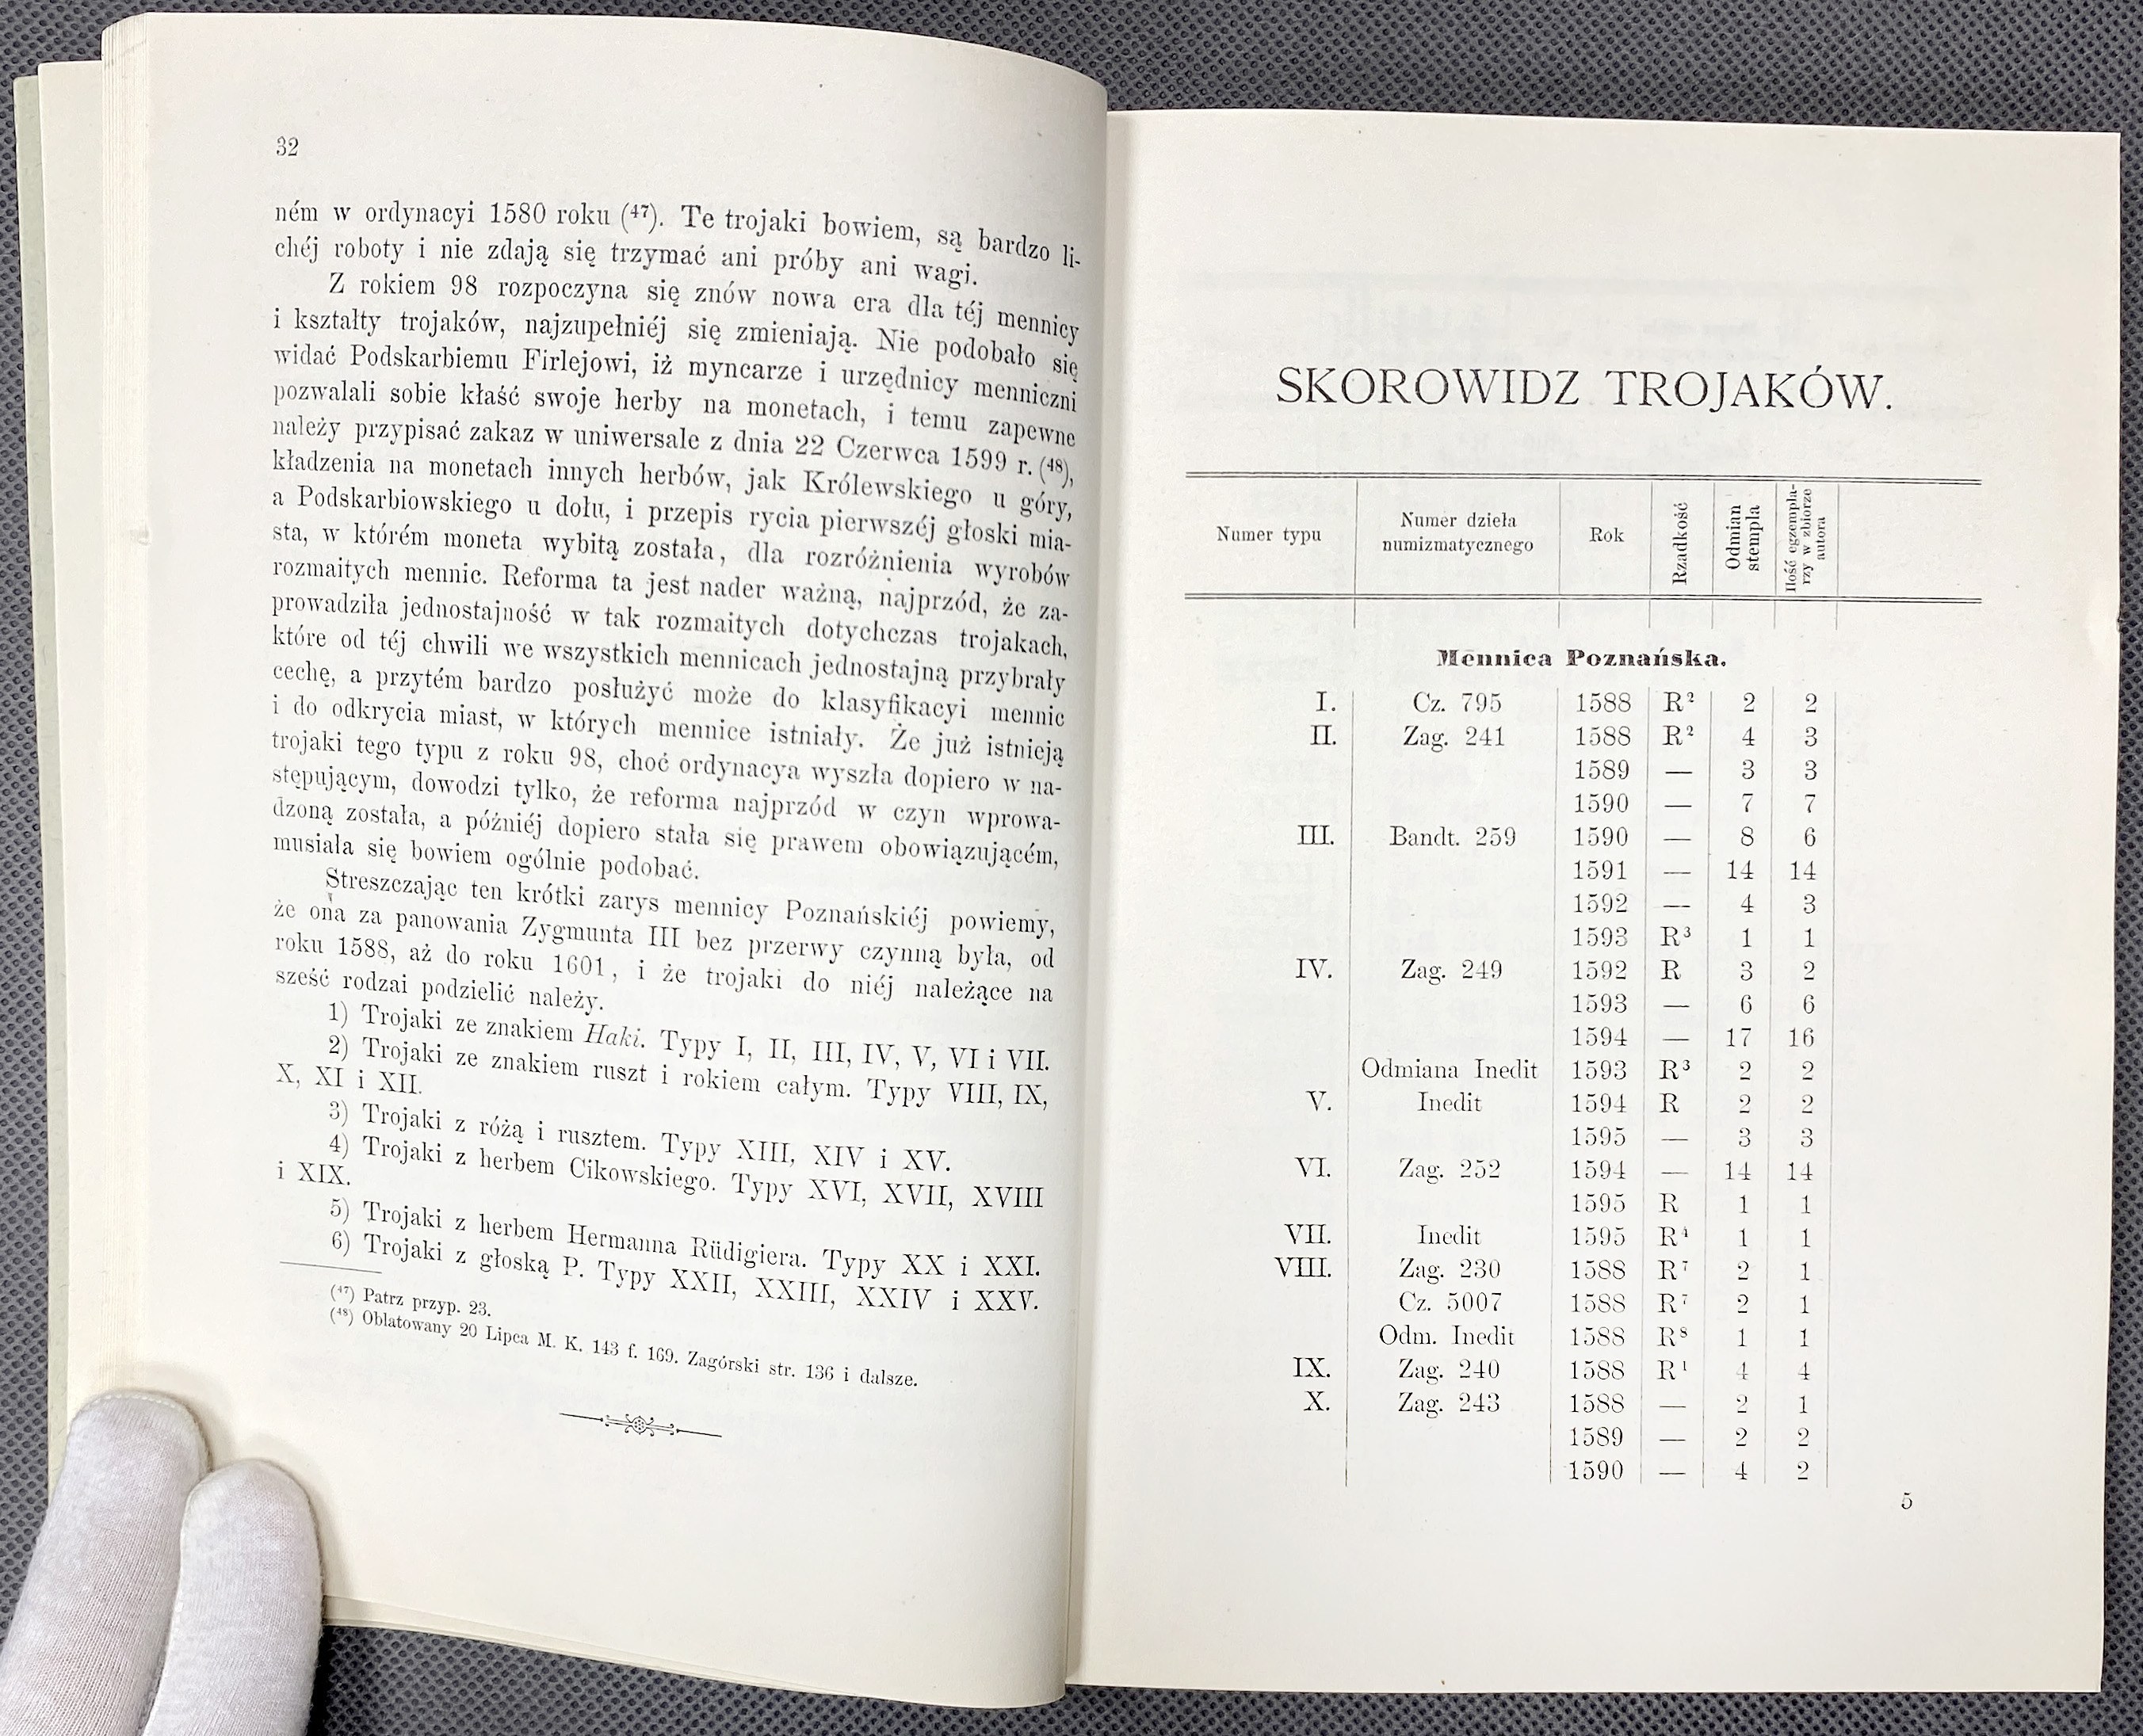 32
ném w ordynacyi 1580 roku (⁴⁷). Te trojaki bowiem, są bardzo li-
chéj roboty i nie zdają się trzymać ani próby ani wagi.
Z rokiem 98 rozpoczyna się znów nowa era dla téj mennicy
i kształty trojaków, najzupełniéj się zmieniają. Nie podobało się
widać Podskarbiemu Firlejowi, iż myncarze i urzędnicy menniczni
pozwalali sobie kłaść swoje herby na monetach, i temu zapewne
należy przypisać zakaz w uniwersale z dnia 22 Czerwca 1599 r. (⁴⁸),
kładzenia na monetach innych herbów, jak Królewskiego u góry,
a Podskarbiowskiego u dołu, i przepis rycia pierwszéj głoski mia-
sta, w którém moneta wybitą została, dla rozróżnienia wyrobów
rozmaitych mennic. Reforma ta jest nader ważną, najprzód, że za-
prowadziła jednostajność w tak rozmaitych dotychczas trojakach,
które od téj chwili we wszystkich mennicach jednostajną przybrały
cechę, a przytém bardzo posłużyć może do klasyfikacyi mennic
i do odkrycia miast, w których mennice istniały. Że już istnieją
trojaki tego typu z roku 98, choć ordynacya wyszła dopiero w na-
stępującym, dowodzi tylko, że reforma najprzód w czyn wprowa-
dzoną została, a późniéj dopiero stała się prawem obowiązującém,
musiała się bowiem ogólnie podobać.
Streszczając ten krótki zarys mennicy Poznańskiéj powiemy,
że ona za panowania Zygmunta III bez przerwy czynną była, od
roku 1588, aż do roku 1601, i że trojaki do niéj należące na
sześć rodzai podzielić należy.
1) Trojaki ze znakiem Haki. Typy I, II, III, IV, V, VI i VII.
2) Trojaki ze znakiem ruszt i rokiem całym. Typy VIII, IX,
X, XI i XII.
3) Trojaki z różą i rusztem. Typy XIII, XIV i XV.
4) Trojaki z herbem Cikowskiego. Typy XVI, XVII, XVIII
i XIX.
5) Trojaki z herbem Hermanna Rüdigiera. Typy XX i XXI.
6) Trojaki z głoską P. Typy XXII, XXIII, XXIV i XXV.
(⁴⁷) Patrz przyp. 23.
(⁴⁸) Oblatowany 20 Lipca M. K. 143 f. 169. Zagórski str. 136 i dalsze.
SKOROWIDZ TROJAKÓW.
Numer typu
Numer dzieła
numizmatycznego
Rok
Rzadkość
Odmian
stempla
Ilość egzempla-
rzy w zbiorze
autora
Mennica Poznańska.
I. Cz. 795 1588 R² 2 2
II. Zag. 241 1588 R² 4 3
1589 — 3 3
1590 — 7 7
III. Bandt. 259 1590 — 8 6
1591 — 14 14
1592 — 4 3
1593 R³ 1 1
IV. Zag. 249 1592 R 3 2
1593 — 6 6
1594 — 17 16
Odmiana Inedit 1593 R³ 2 2
V. Inedit 1594 R 2 2
1595 — 3 3
VI. Zag. 252 1594 — 14 14
1595 R 1 1
VII. Inedit 1595 R⁴ 1 1
VIII. Zag. 230 1588 R⁷ 2 1
Cz. 5007 1588 R⁷ 2 1
Odm. Inedit 1588 R⁸ 1 1
IX. Zag. 240 1588 R¹ 4 4
X. Zag. 243 1588 — 2 1
1589 — 2 2
1590 — 4 2
5